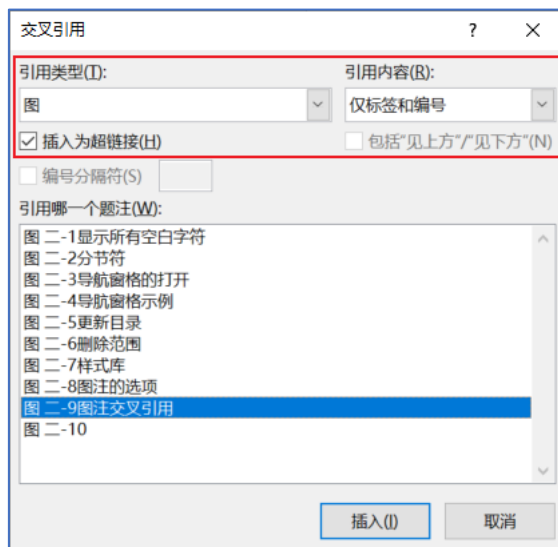 交叉引用
引用类型(T): 引用内容(R):
图 仅标签和编号
插入为超链接(H) 包括“见上方”/“见下方”(N)
编号分隔符(S)
引用哪一个题注(W):
图 二-1显示所有空白字符
图 二-2分节符
图 二-3导航窗格的打开
图 二-4导航窗格示例
图 二-5更新目录
图 二-6删除范围
图 二-7样式库
图 二-8图注的选项
图 二-9图注交叉引用
图 二-10
插入(I) 取消